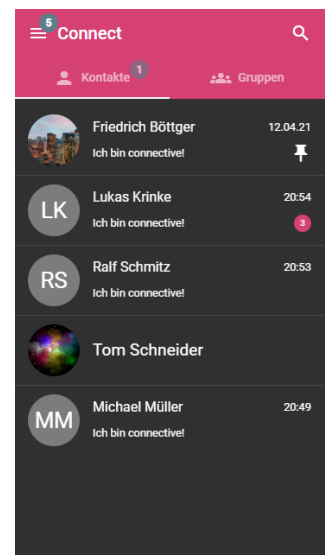 5
Connect
Kontakte 1
Gruppen
Friedrich Böttger 12.04.21
Ich bin connective!
LK Lukas Krinke 20:54
Ich bin connective! 3
RS Ralf Schmitz 20:53
Ich bin connective!
Tom Schneider
MM Michael Müller 20:49
Ich bin connective!